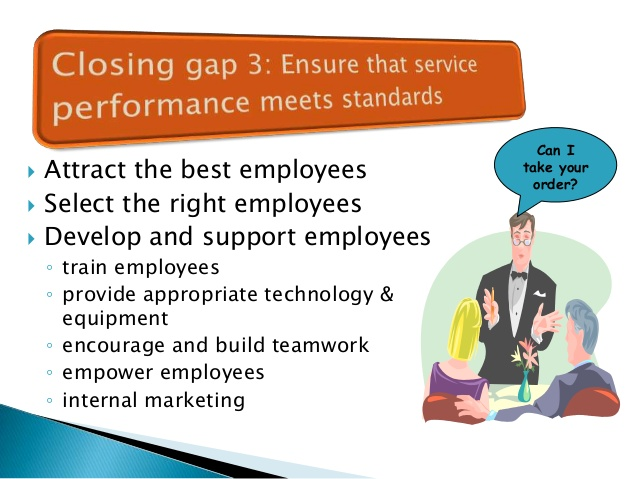 Closing gap 3: Ensure that service
performance meets standards
Can I
take your
order?
Attract the best employees
Select the right employees
Develop and support employees
train employees
provide appropriate technology &
equipment
encourage and build teamwork
empower employees
internal marketing